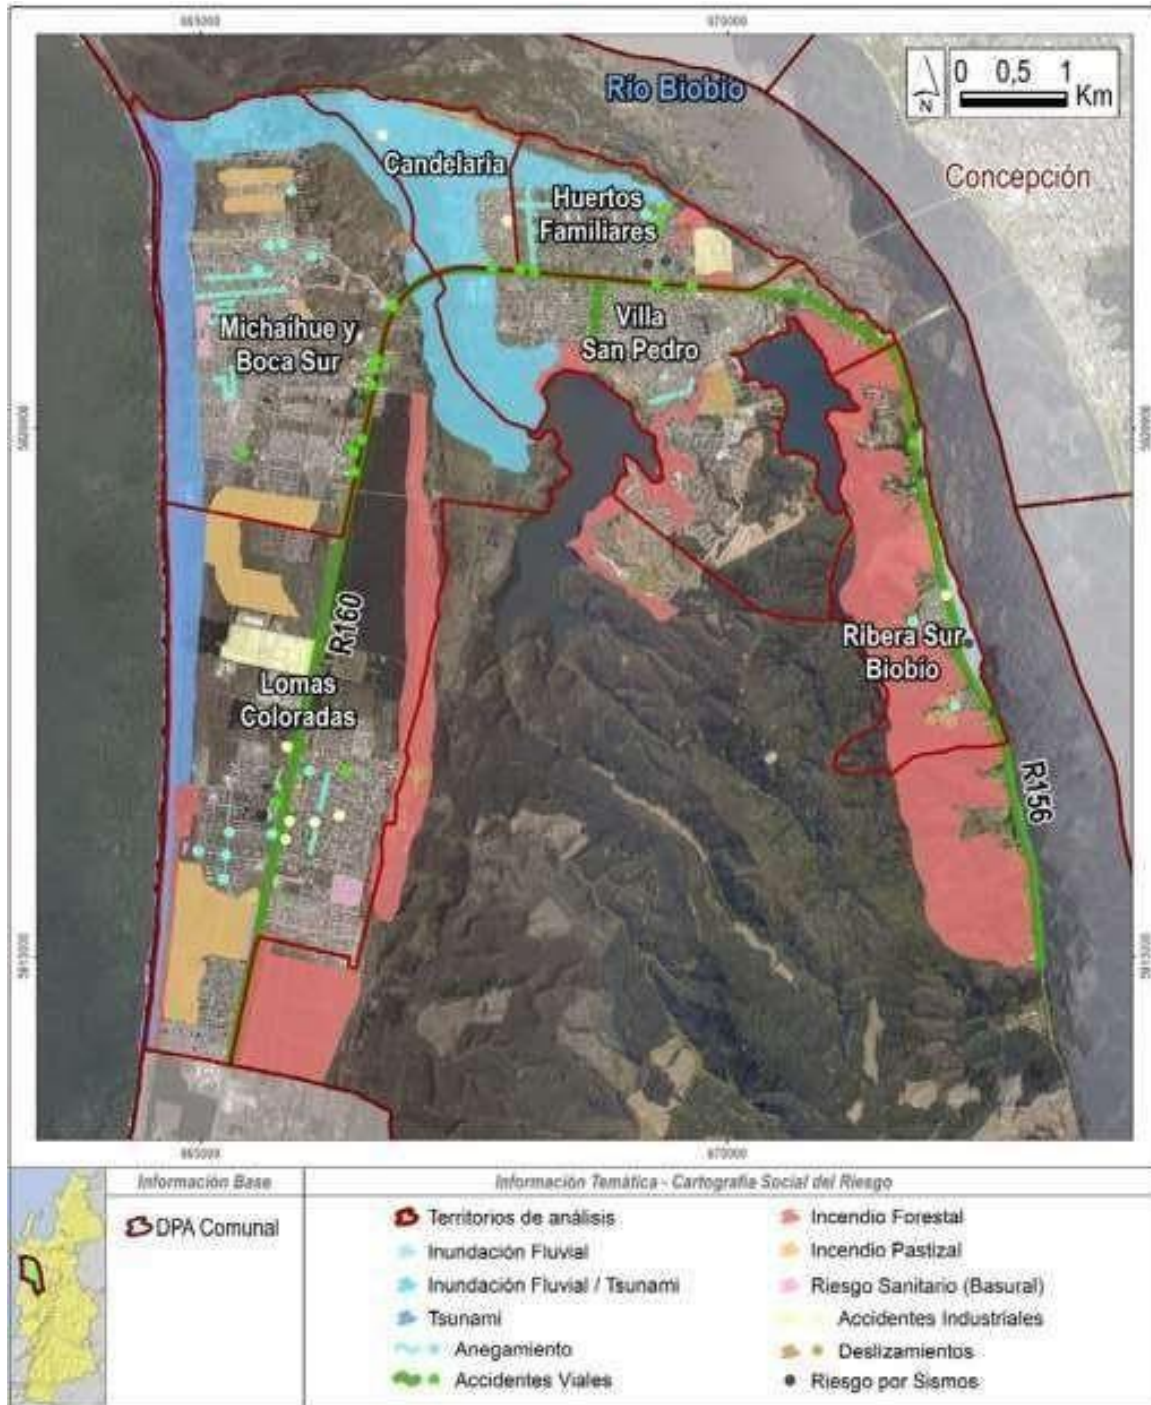 665000 670000
Río Biobío
0 0,5 1
Km
N
Candelaria
Concepción
Huertos
Familiares
Michaihue y
Boca Sur
Villa
San Pedro
R160
Ribera Sur
Biobío
Lomas
Coloradas
R156
665000 670000
Información Base
DPA Comunal
Información Temática - Cartografía Social del Riesgo
Territorios de análisis
Inundación Fluvial
Inundación Fluvial / Tsunami
Tsunami
Anegamiento
Accidentes Viales
Incendio Forestal
Incendio Pastizal
Riesgo Sanitario (Basural)
Accidentes Industriales
Deslizamientos
Riesgo por Sismos